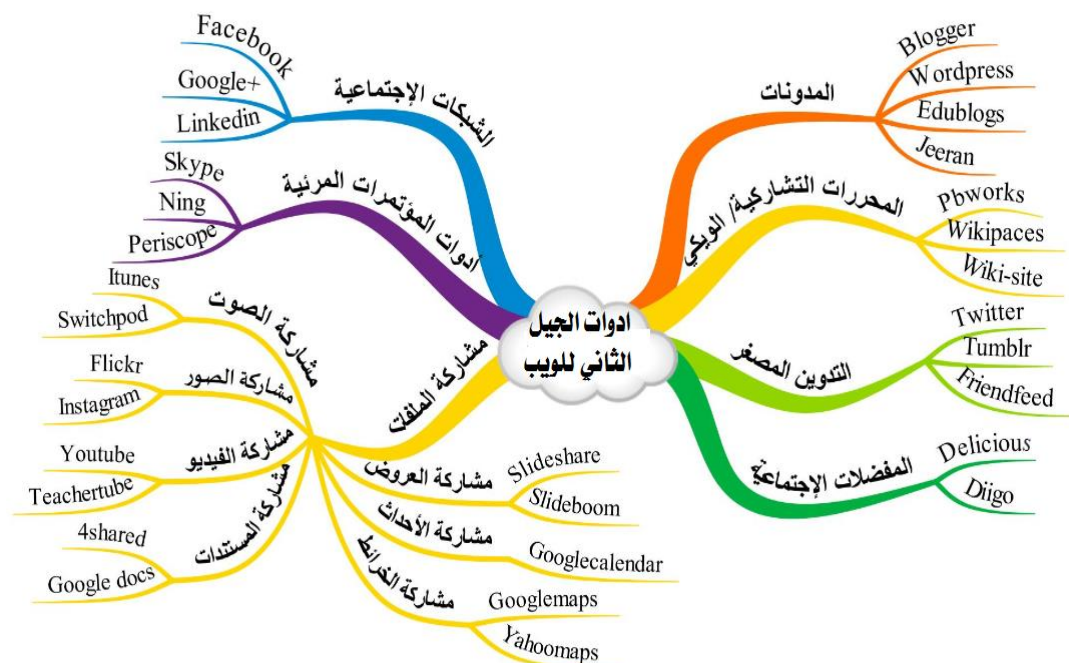 ادوات الجيل
الثاني للويب
المدونات
Blogger
Wordpress
Edublogs
Jeeran
المحررات التشاركية/ الويكي
Pbworks
Wikipaces
Wiki-site
التدوين المصغر
Twitter
Tumblr
Friendfeed
المفضلات الإجتماعية
Delicious
Diigo
الشبكات الإجتماعية
Facebook
Google+
Linkedin
أدوات المؤتمرات المرئية
Skype
Ning
Periscope
مشاركة الملفات
مشاركة الصوت
Itunes
Switchpod
مشاركة الصور
Flickr
Instagram
مشاركة الفيديو
Youtube
Teachertube
مشاركة المستندات
4shared
Google docs
مشاركة العروض
Slideshare
Slideboom
مشاركة الأحداث
Googlecalendar
مشاركة الخرائط
Googlemaps
Yahoomaps